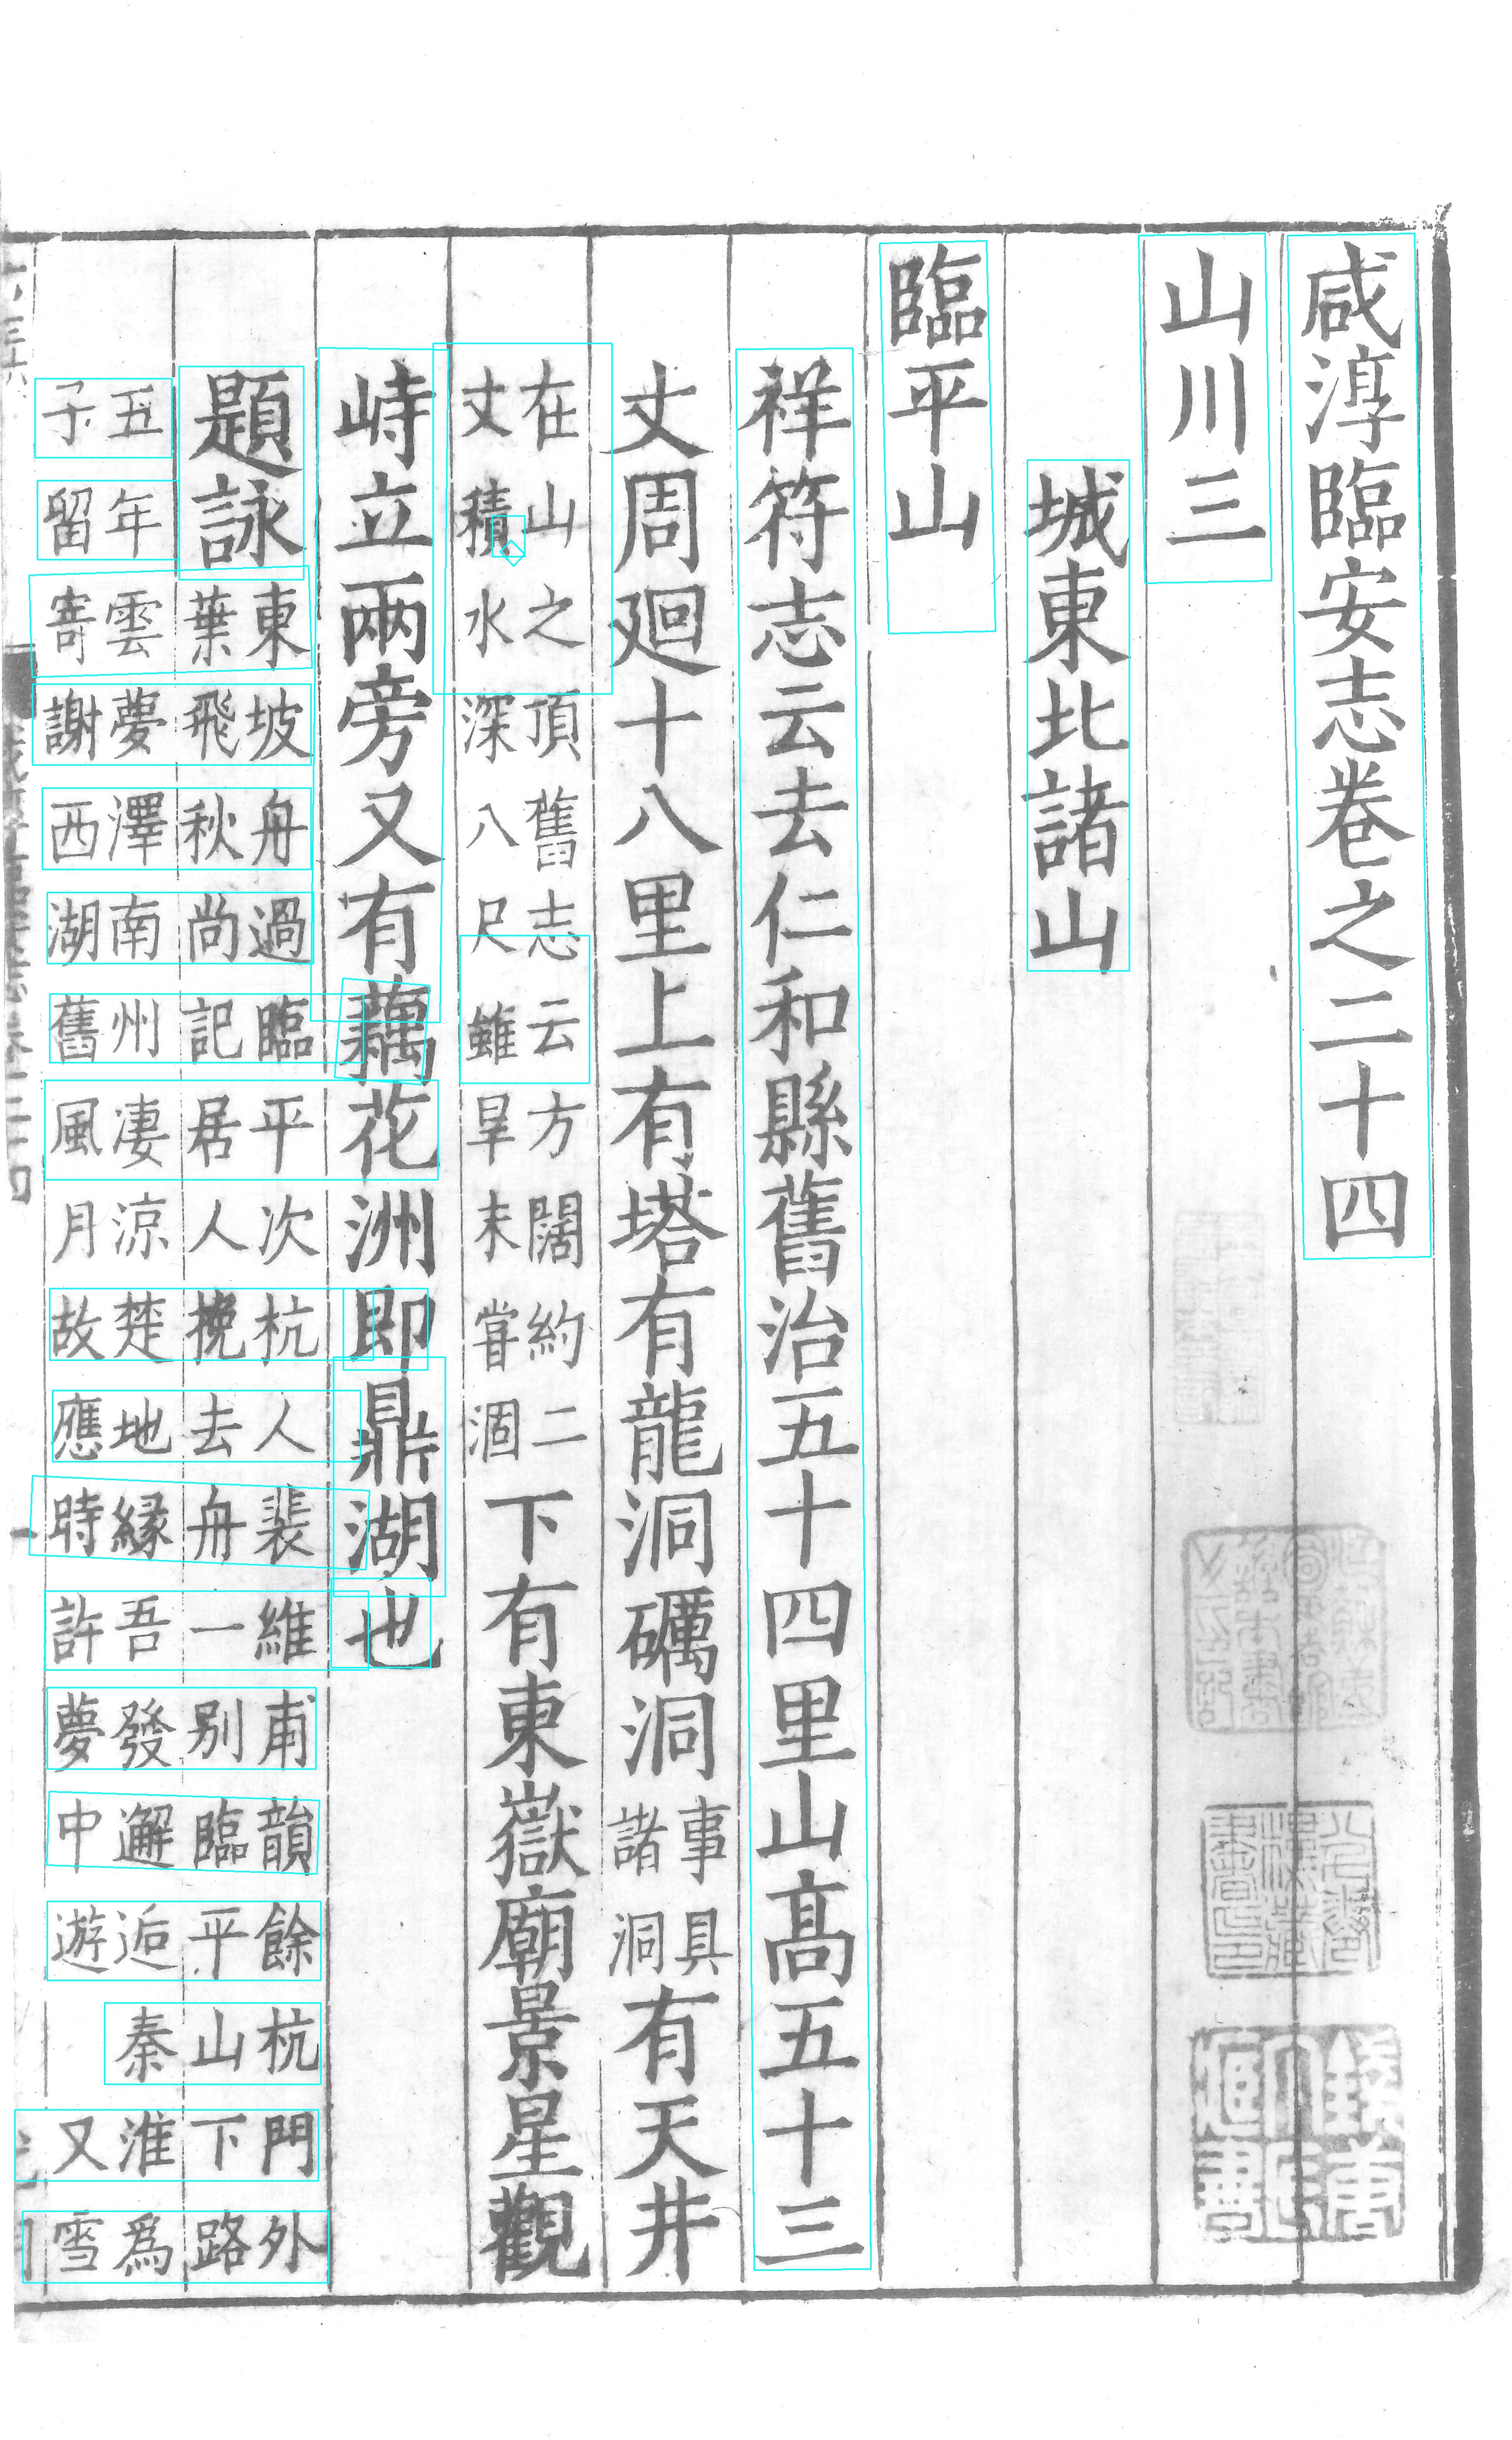 咸淳臨安志卷之二十四
山川三
城東北諸山
臨平山
祥符志云去仁和縣舊治五十四里山髙五十三
丈周廻十八里上有塔有龍洞礪洞事具諸洞有天井
在山之頂舊志云方闊約二丈積水深八尺雖旱未嘗涸下有東嶽廟景星觀
峙立兩旁又有藕花洲即鼎湖也
題詠東坡舟過臨平次杭人裴維甫韻餘杭門外葉飛秋尚記居人挽去舟一别臨平山下路
五年雲夢澤南州凄涼楚地縁吾發邂逅秦淮爲子留寄謝西湖舊風月故應時許夢中遊 又雪